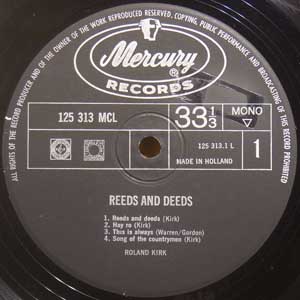 ALL RIGHTS OF THE RECORD PRODUCER AND OF THE OWNER OF THE WORK REPRODUCED RESERVED. COPYING, PUBLIC PERFORMANCE AND BROADCASTING OF THIS RECORD PROHIBITED
Mercury
RECORDS
125 313 MCL
33 1/3
MONO
125 313.1 L
MADE IN HOLLAND
1
REEDS AND DEEDS
1. Reeds and deeds (Kirk)
2. Hay ro (Kirk)
3. This is always (Warren/Gordon)
4. Song of the countrymen (Kirk)
ROLAND KIRK